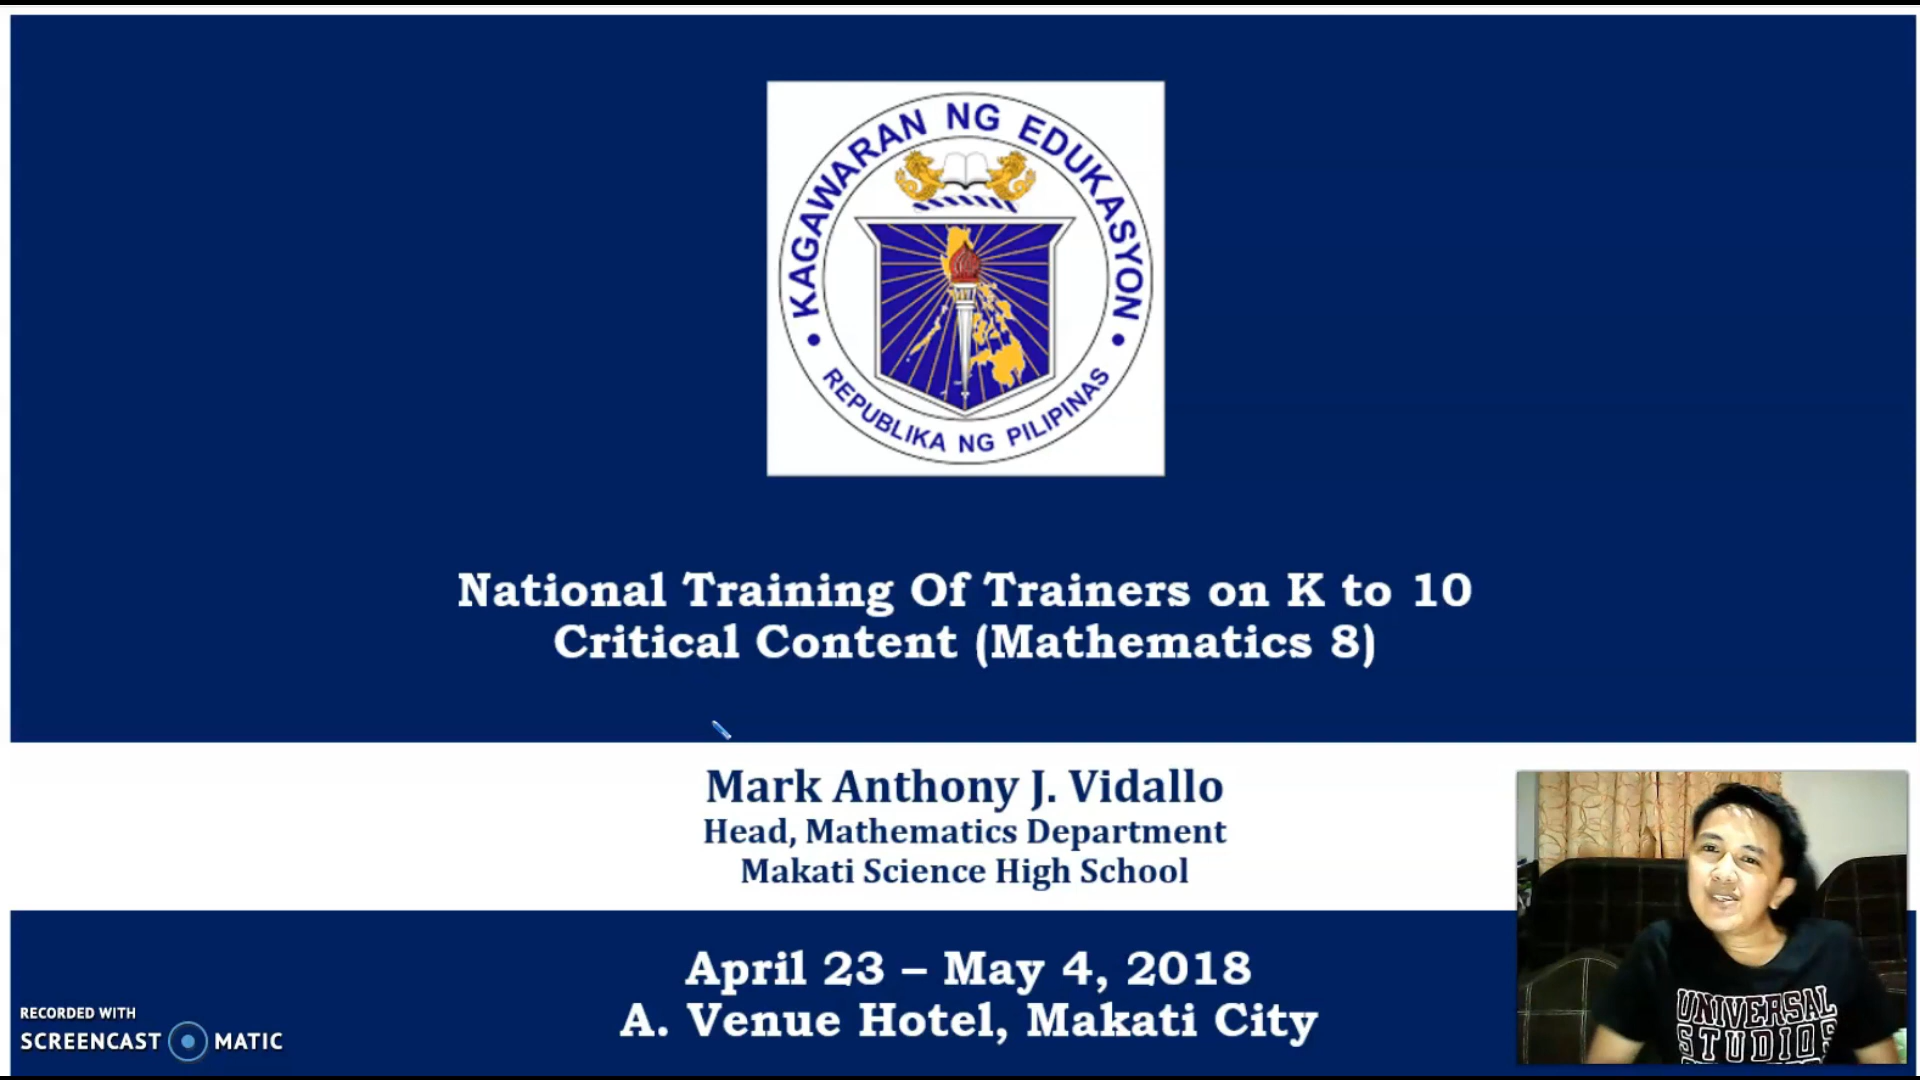 KAGAWARAN NG EDUKASYON
REPUBLIKA NG PILIPINAS
National Training Of Trainers on K to 10
Critical Content (Mathematics 8)
Mark Anthony J. Vidallo
Head, Mathematics Department
Makati Science High School
April 23 – May 4, 2018
A. Venue Hotel, Makati City
RECORDED WITH
SCREENCAST MATIC
UNIVERSAL
STUDIOS